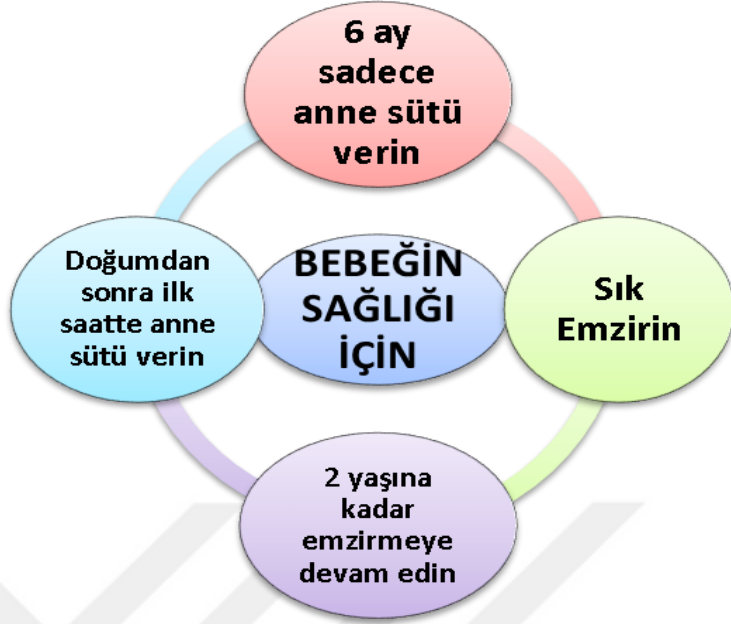 6 ay
sadece
anne sütü
verin
Doğumdan
sonra ilk
saatte anne
sütü verin
BEBEĞİN
SAĞLIĞI
İÇİN
Sık
Emzirin
2 yaşına
kadar
emzirmeye
devam edin